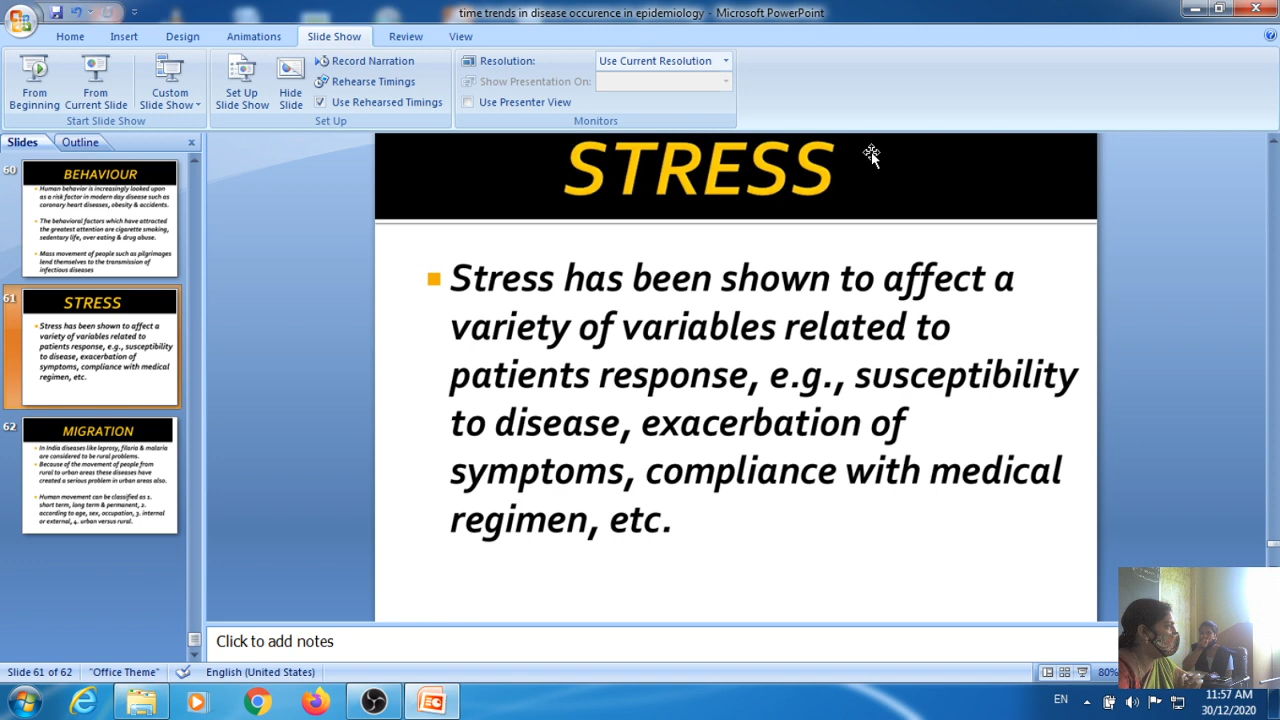 time trends in disease occurence in epidemiology - Microsoft PowerPoint
Home Insert Design Animations Slide Show Review View
From Beginning
From Current Slide
Custom Slide Show
Start Slide Show
Set Up Slide Show
Hide Slide
Record Narration
Rehearse Timings
Use Rehearsed Timings
Set Up
Resolution: Use Current Resolution
Show Presentation On:
Use Presenter View
Monitors
Slides Outline
60
BEHAVIOUR
Human behavior is increasingly looked upon
as a risk factor in modern day disease such as
coronary heart diseases, obesity & accidents.
The behavioral factors which have attracted
the greatest attention are cigarette smoking,
sedentary life, over eating & drug abuse.
Mass movement of people such as pilgrimages
lend themselves to the transmission of
infectious diseases
61
STRESS
Stress has been shown to affect a
variety of variables related to
patients response, e.g., susceptibility
to disease, exacerbation of
symptoms, compliance with medical
regimen, etc.
62
MIGRATION
In India diseases like leprosy, filaria & malaria
are considered to be rural problems.
Because of the movement of people from
rural to urban areas these diseases have
created a serious problem in urban areas also.
Human movement can be classified as 1.
short term, long term & permanent, 2.
according to age, sex, occupation, 3. internal
or external, 4. urban versus rural.
STRESS
Stress has been shown to affect a
variety of variables related to
patients response, e.g., susceptibility
to disease, exacerbation of
symptoms, compliance with medical
regimen, etc.
Click to add notes
Slide 61 of 62 "Office Theme" English (United States) 80%
EN
11:57 AM
30/12/2020